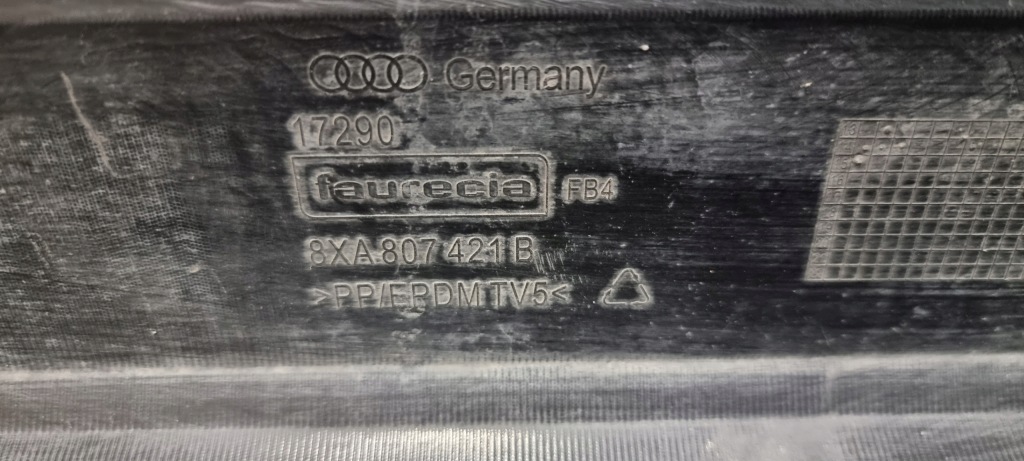 Germany
17290
faurecia FB4
8XA 807 421 B
>PP/EPDM TV5<